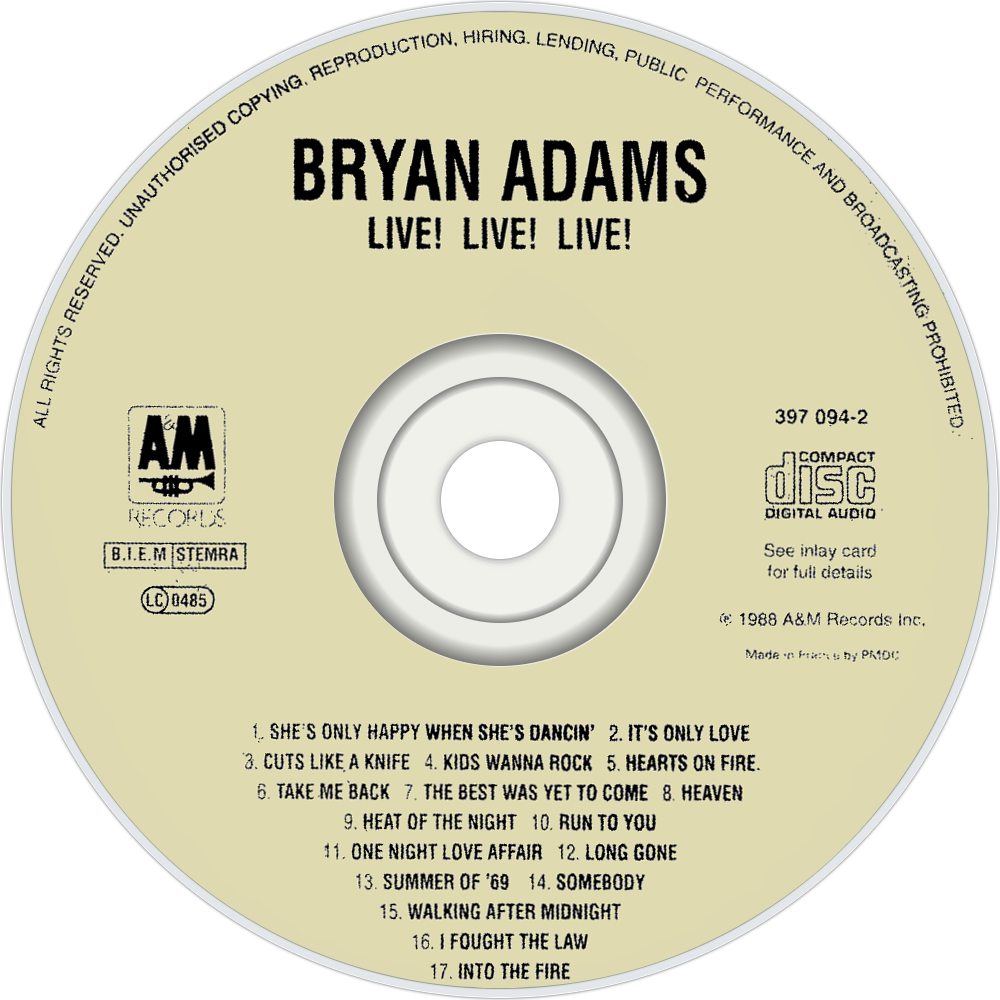 ALL RIGHTS RESERVED. UNAUTHORISED COPYING, REPRODUCTION, HIRING. LENDING, PUBLIC PERFORMANCE AND BROADCASTING PROHIBITED.
BRYAN ADAMS
LIVE! LIVE! LIVE!
A&M
RECORDS
B.I.E.M STEMRA
LC 0485
397 094-2
COMPACT
disc
DIGITAL AUDIO
See inlay card
for full details
℗ 1988 A&M Records Inc.
Made in France by PMDC
1. SHE'S ONLY HAPPY WHEN SHE'S DANCIN' 2. IT'S ONLY LOVE
3. CUTS LIKE A KNIFE 4. KIDS WANNA ROCK 5. HEARTS ON FIRE.
6. TAKE ME BACK 7. THE BEST WAS YET TO COME 8. HEAVEN
9. HEAT OF THE NIGHT 10. RUN TO YOU
11. ONE NIGHT LOVE AFFAIR 12. LONG GONE
13. SUMMER OF '69 14. SOMEBODY
15. WALKING AFTER MIDNIGHT
16. I FOUGHT THE LAW
17. INTO THE FIRE